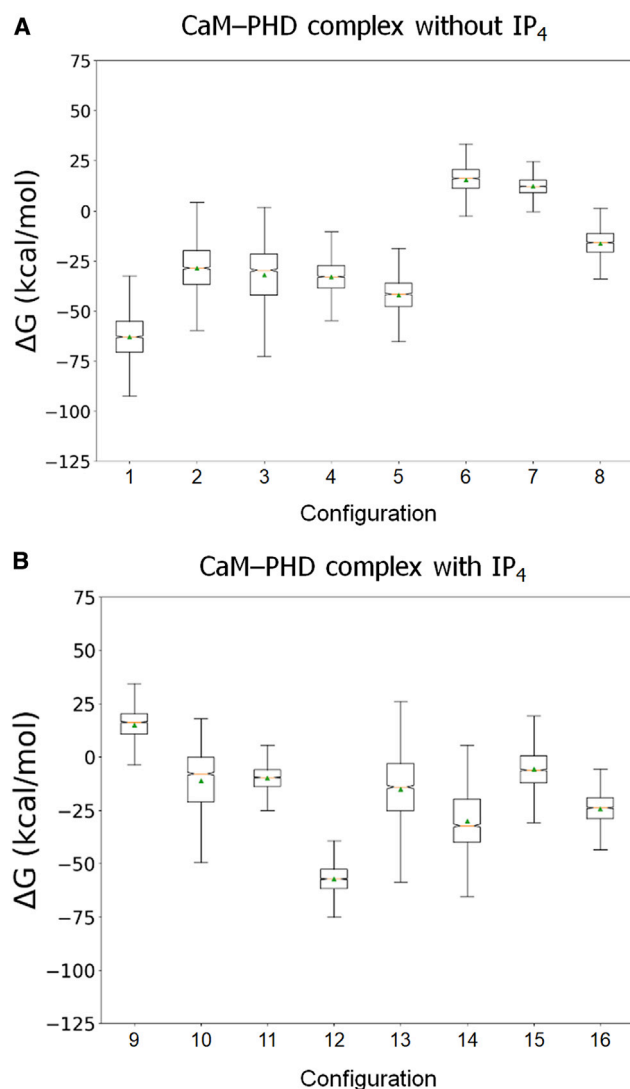 A
CaM–PHD complex without IP₄
ΔG (kcal/mol)
75
50
25
0
−25
−50
−75
−100
−125
1 2 3 4 5 6 7 8
Configuration
B
CaM–PHD complex with IP₄
ΔG (kcal/mol)
75
50
25
0
−25
−50
−75
−100
−125
9 10 11 12 13 14 15 16
Configuration